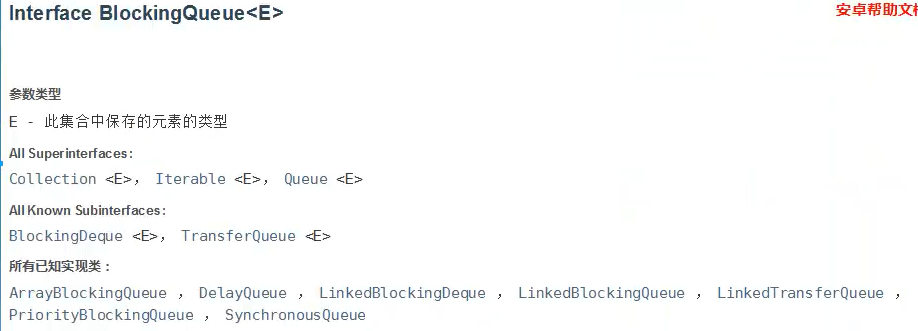 Interface BlockingQueue<E>
安卓帮助文
参数类型
E - 此集合中保存的元素的类型
All Superinterfaces:
Collection <E>, Iterable <E>, Queue <E>
All Known Subinterfaces:
BlockingDeque <E>, TransferQueue <E>
所有已知实现类：
ArrayBlockingQueue ， DelayQueue ， LinkedBlockingDeque ， LinkedBlockingQueue ， LinkedTransferQueue ，
PriorityBlockingQueue ， SynchronousQueue